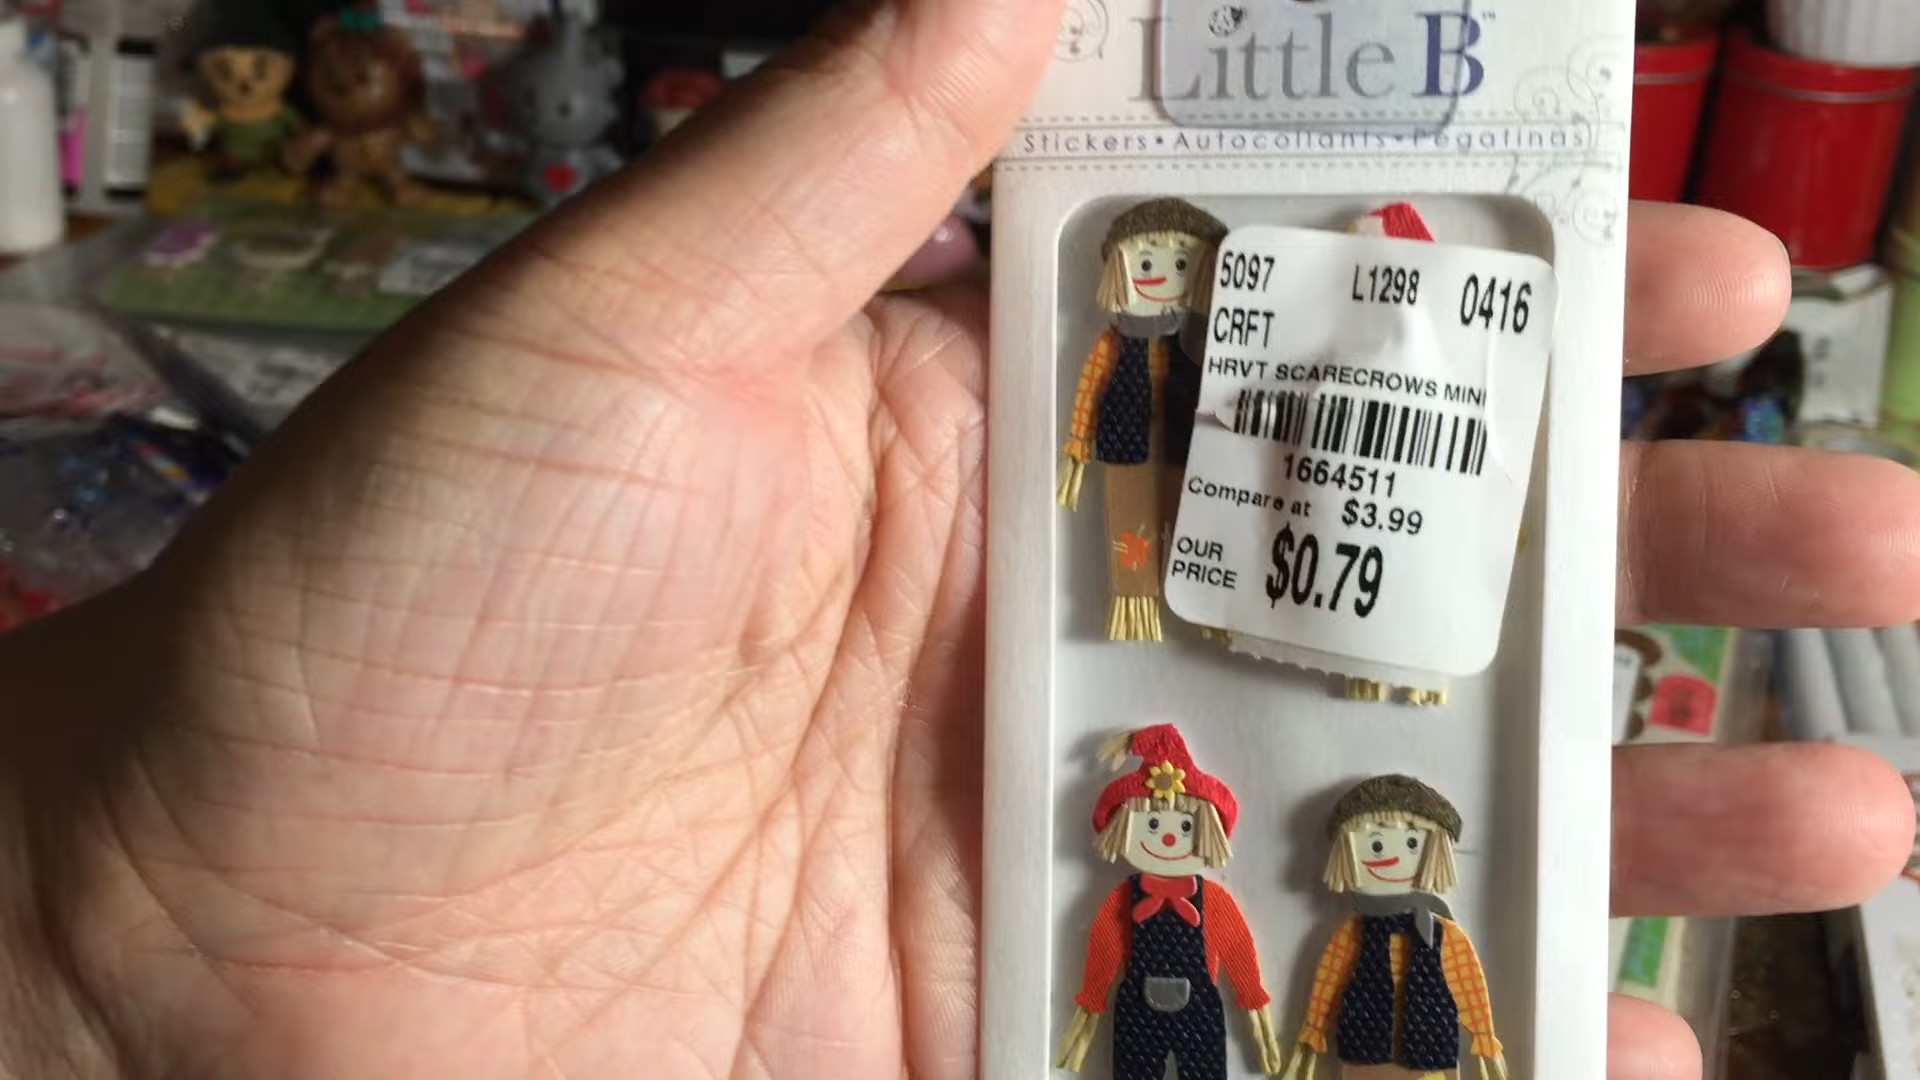 Little B™
Stickers • Autocollants • Pegatinas
5097 L1298 0416
CRFT
HRVT SCARECROWS MINI
1664511
Compare at $3.99
OUR PRICE $0.79